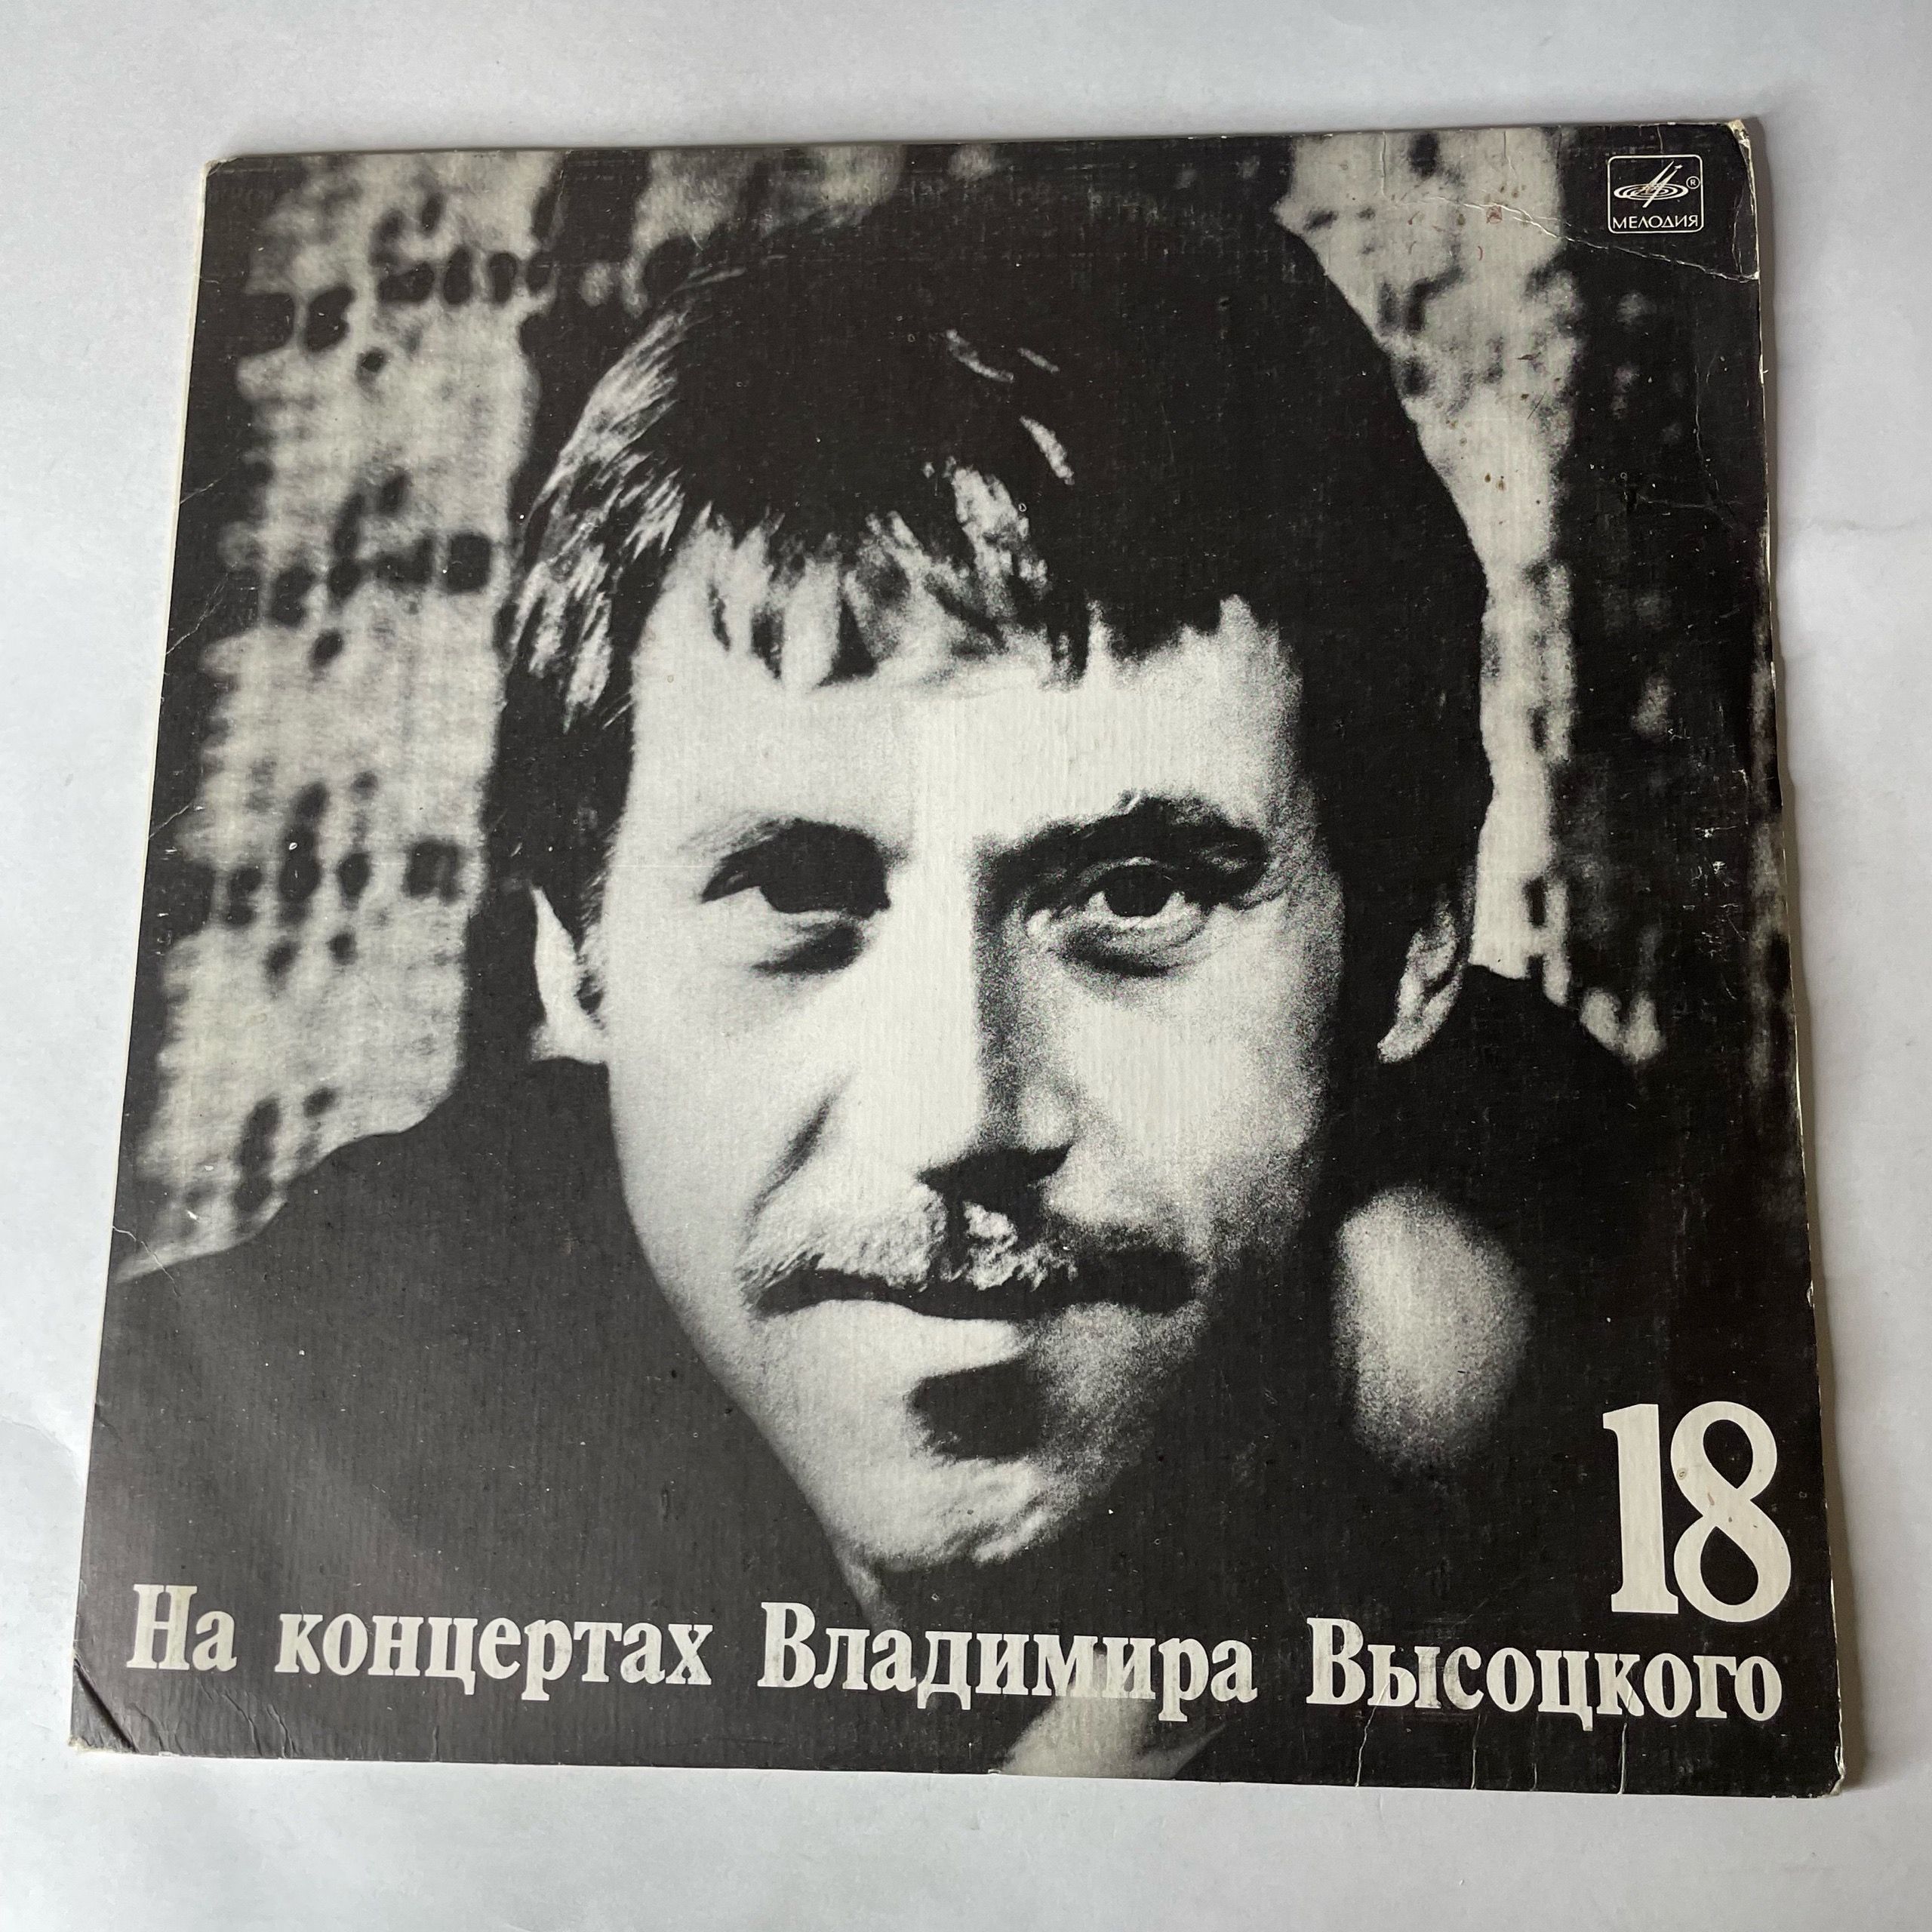 МЕЛОДИЯ
18
На концертах Владимира Высоцкого